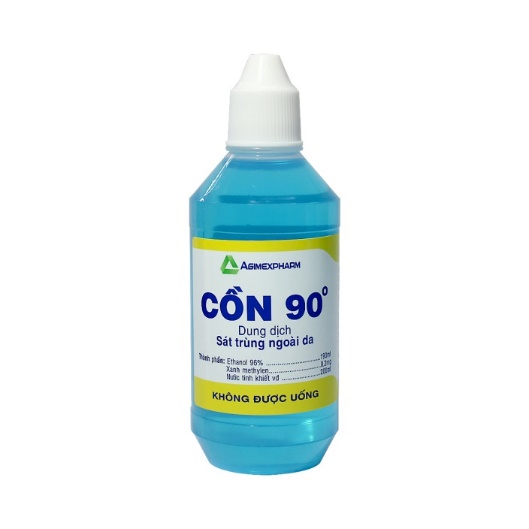 AGIMEXPHARM
CỒN 90°
Dung dịch
Sát trùng ngoài da
Thành phần: Ethanol 96%
Xanh methylen
Nước tinh khiết vđ
KHÔNG ĐƯỢC UỐNG